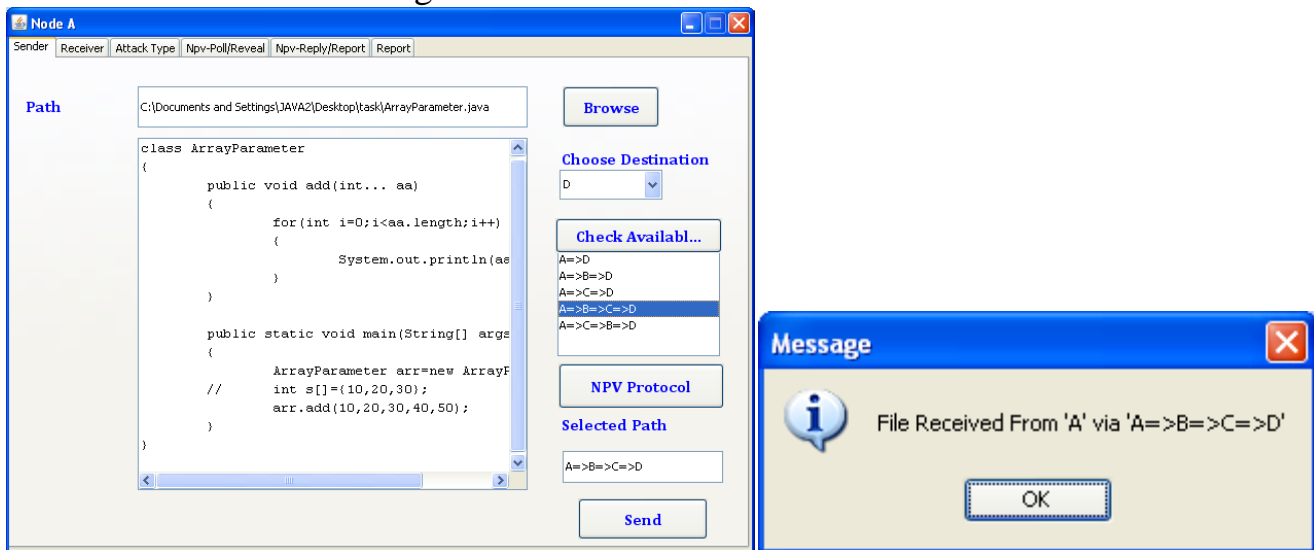 Node A
Sender Receiver Attack Type Npv-Poll/Reveal Npv-Reply/Report Report
Path
C:\Documents and Settings\JAVA2\Desktop\task\ArrayParameter.java
Browse
class ArrayParameter
{
public void add(int... aa)
{
for(int i=0;i<aa.length;i++)
{
System.out.println(aa
}
}
public static void main(String[] args
{
ArrayParameter arr=new ArrayP
// int s[]={10,20,30};
arr.add(10,20,30,40,50);
}
}
Choose Destination
D
Check Availabl...
A=>D
A=>B=>D
A=>C=>D
A=>B=>C=>D
A=>C=>B=>D
NPV Protocol
Selected Path
A=>B=>C=>D
Send
Message
File Received From 'A' via 'A=>B=>C=>D'
OK